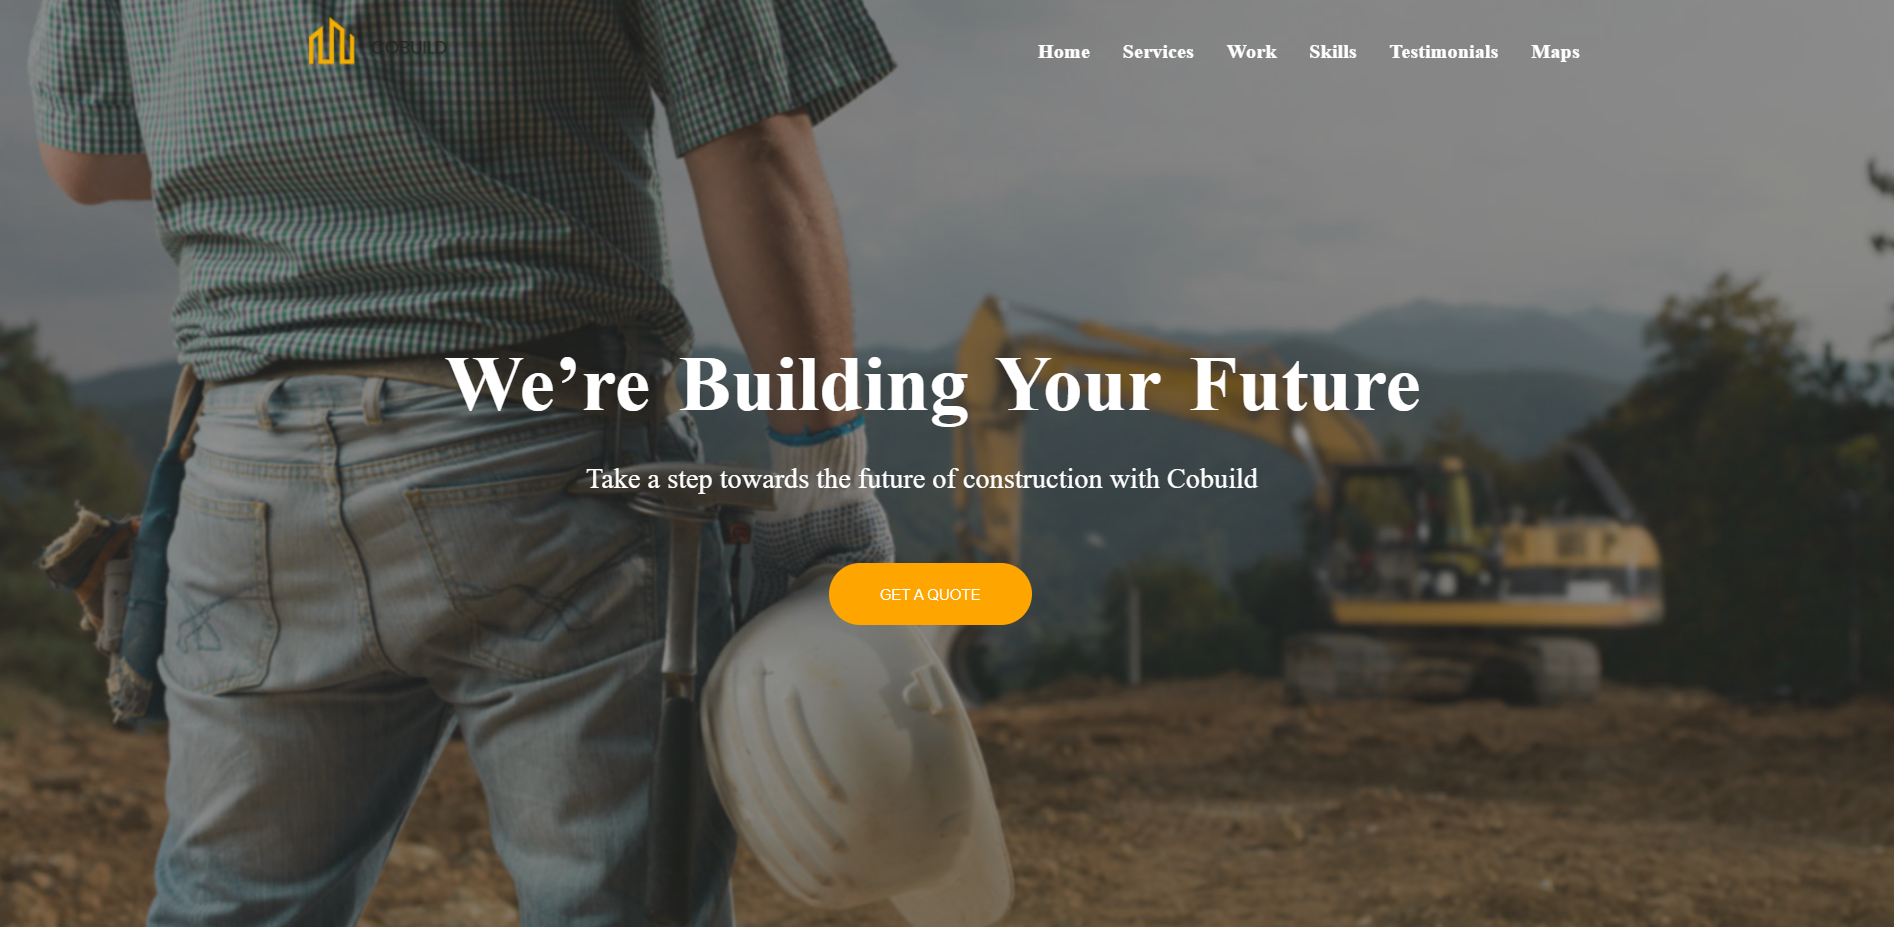 COBUILD
Home Services Work Skills Testimonials Maps
We’re Building Your Future
Take a step towards the future of construction with Cobuild
GET A QUOTE